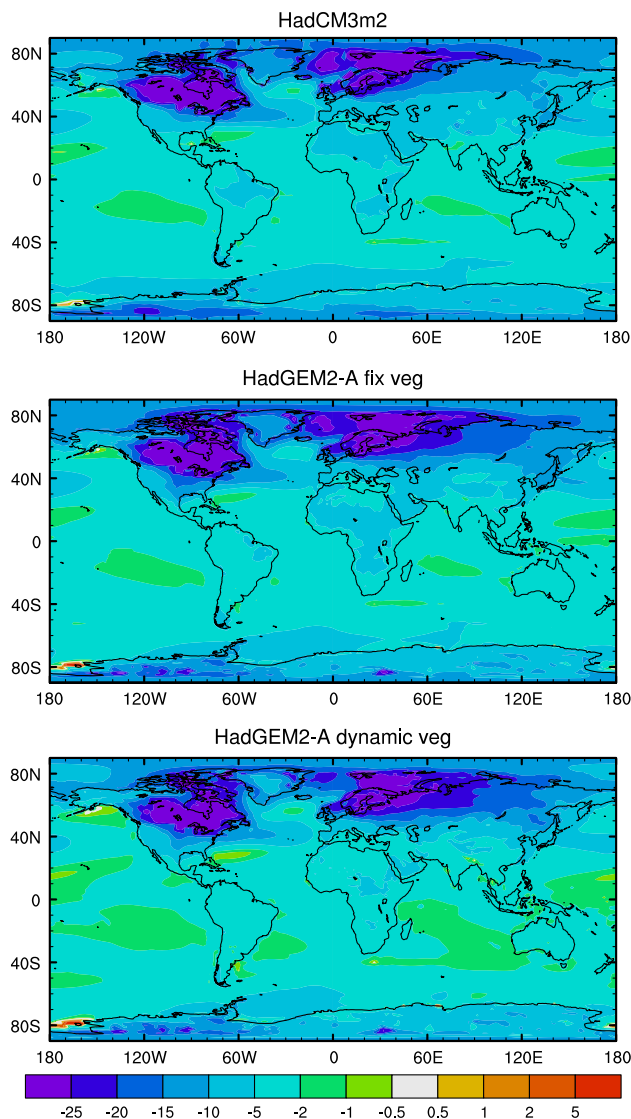 HadCM3m2
80N
40N
0
40S
80S
180 120W 60W 0 60E 120E 180
HadGEM2-A fix veg
80N
40N
0
40S
80S
180 120W 60W 0 60E 120E 180
HadGEM2-A dynamic veg
80N
40N
0
40S
80S
180 120W 60W 0 60E 120E 180
-25 -20 -15 -10 -5 -2 -1 -0.5 0.5 1 2 5